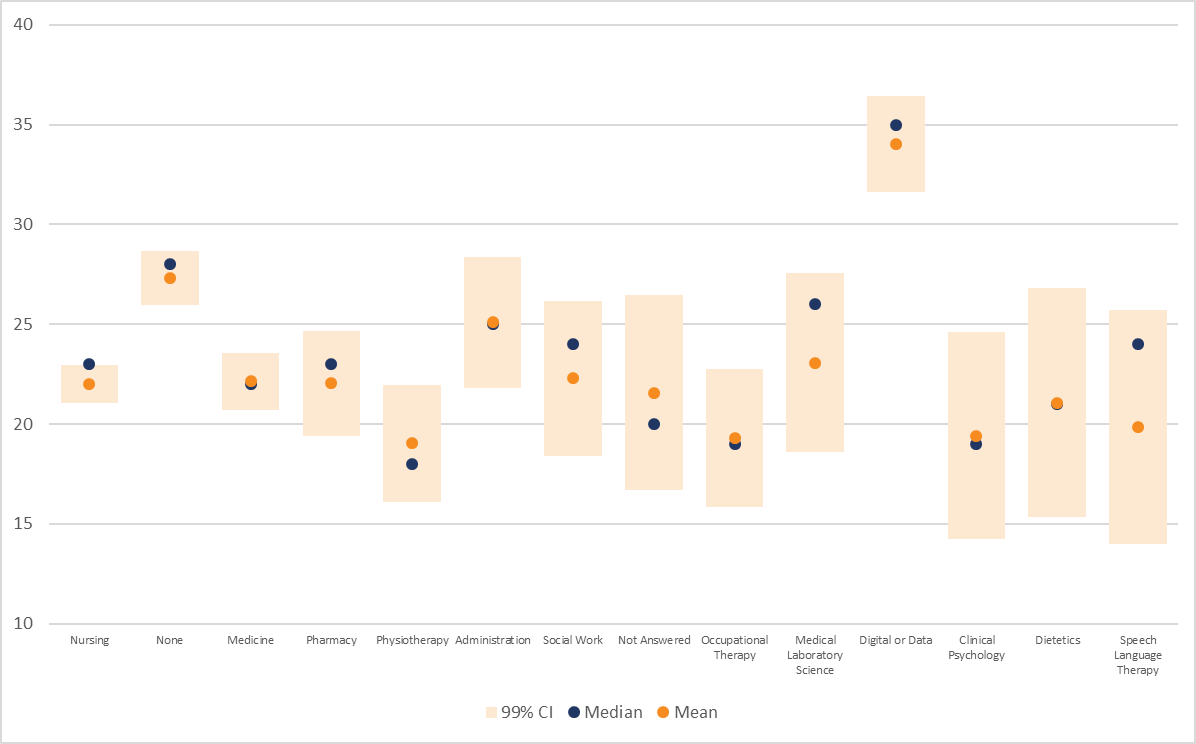 40
35
30
25
20
15
10
Nursing
None
Medicine
Pharmacy
Physiotherapy
Administration
Social Work
Not Answered
Occupational
Therapy
Medical
Laboratory
Science
Digital or Data
Clinical
Psychology
Dietetics
Speech
Language
Therapy
99% CI
Median
Mean